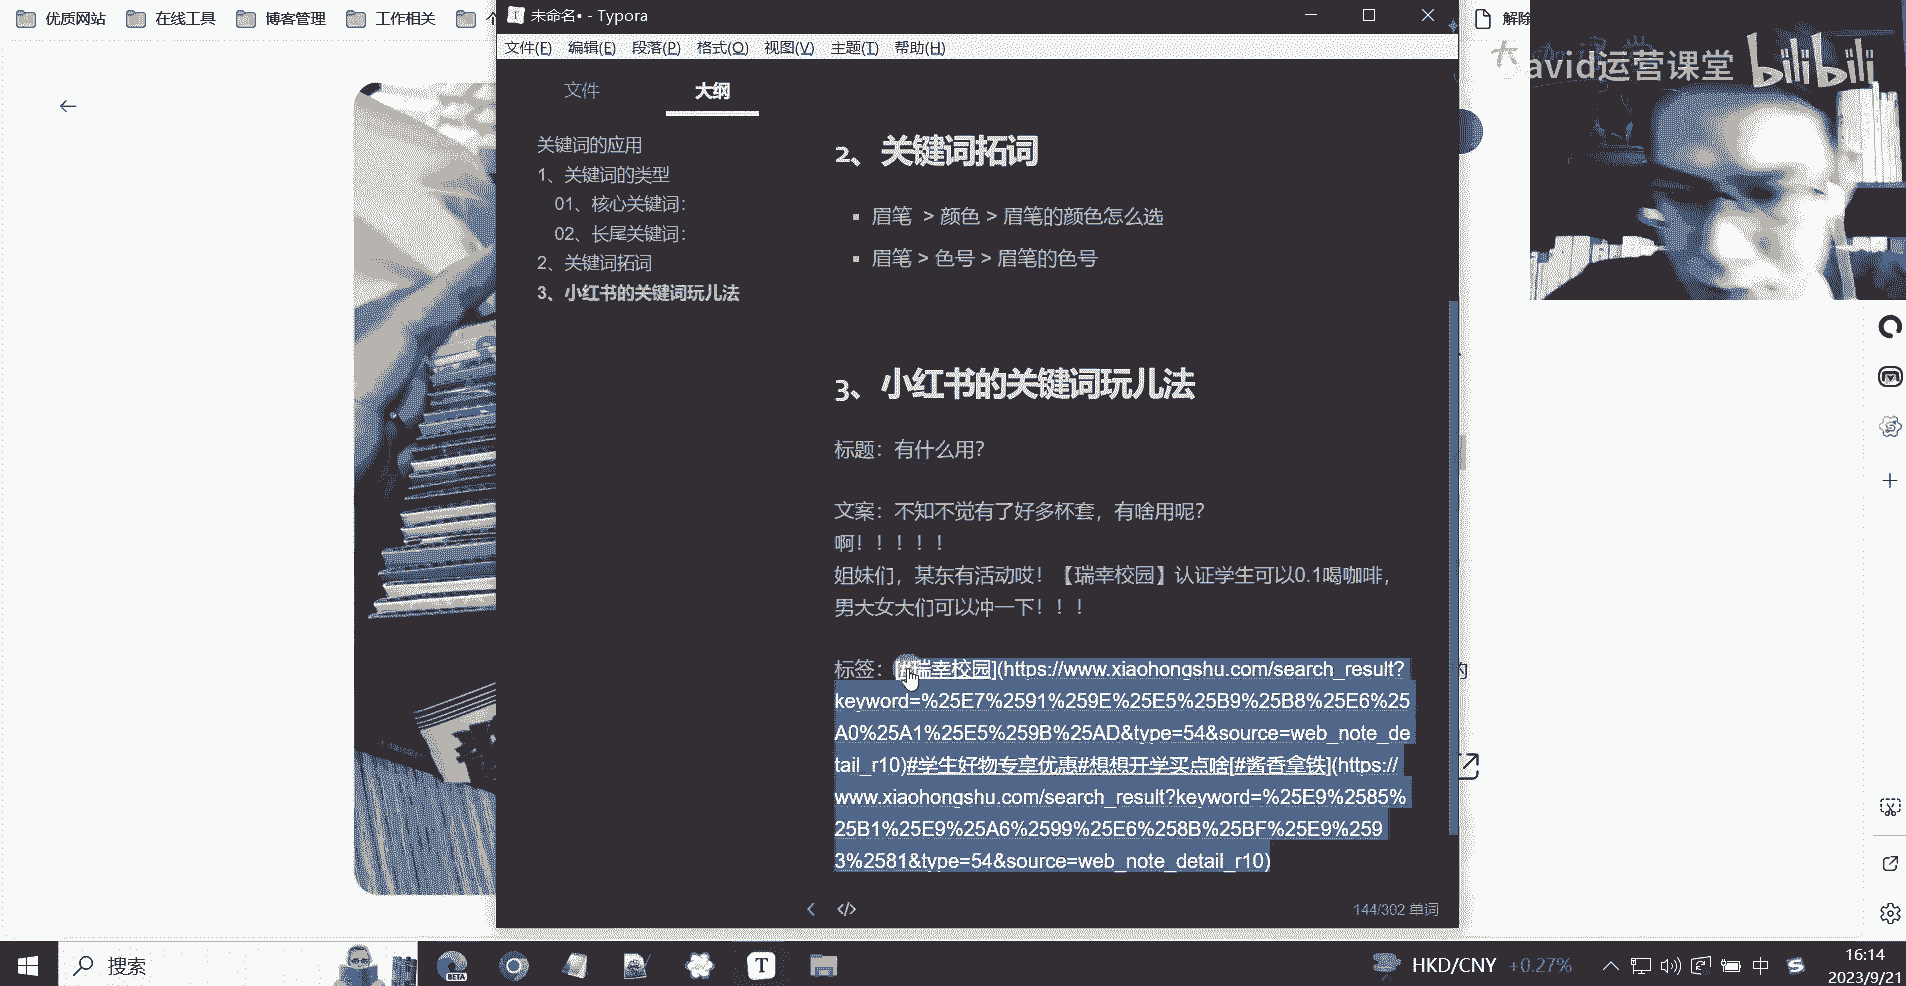 优质网站
在线工具
博客管理
工作相关
个
未命名• - Typora
解除
avid运营课堂
bilibili
文件(F) 编辑(E) 段落(P) 格式(O) 视图(V) 主题(T) 帮助(H)
文件
大纲
关键词的应用
1、关键词的类型
01、核心关键词：
02、长尾关键词：
2、关键词拓词
3、小红书的关键词玩儿法
2、关键词拓词
眉笔 > 颜色 > 眉笔的颜色怎么选
眉笔 > 色号 > 眉笔的色号
3、小红书的关键词玩儿法
标题：有什么用？
文案：不知不觉有了好多杯套，有啥用呢？
啊！！！！！
姐妹们，某东有活动哎！【瑞幸校园】认证学生可以0.1喝咖啡，
男大女大们可以冲一下！！！
标签：[#瑞幸校园](https://www.xiaohongshu.com/search_result?
keyword=%25E7%2591%259E%25E5%25B9%25B8%25E6%25
A0%25A1%25E5%259B%25AD&type=54&source=web_note_de
tail_r10)#学生好物专享优惠#想想开学买点啥[#酱香拿铁](https://
www.xiaohongshu.com/search_result?keyword=%25E9%2585%
25B1%25E9%25A6%2599%25E6%258B%25BF%25E9%259
3%2581&type=54&source=web_note_detail_r10)
144/302 单词
搜索
BETA
T
HKD/CNY +0.27%
中
16:14
2023/9/21